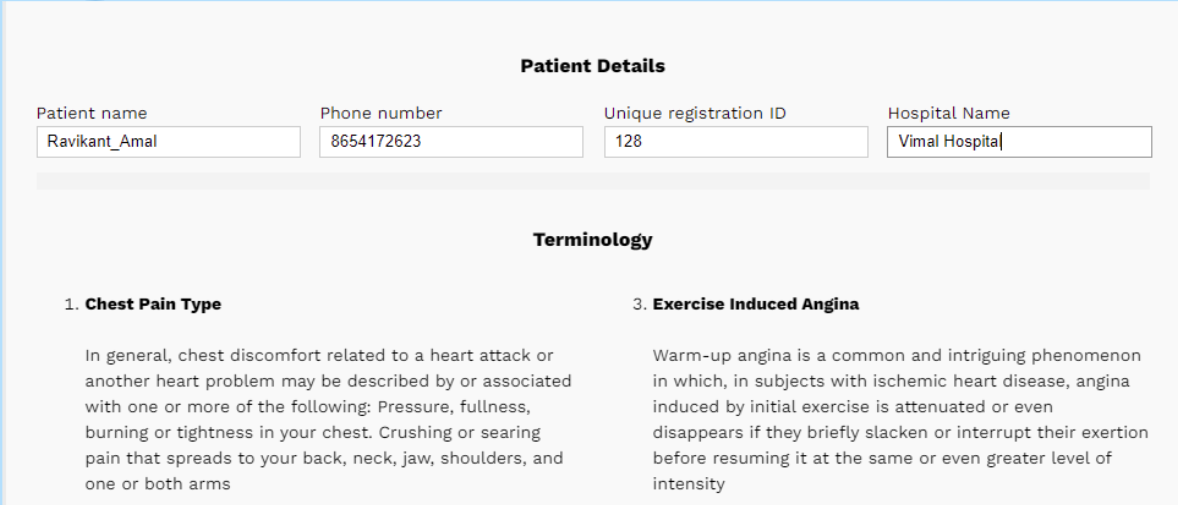 Patient Details
Patient name
Phone number
Unique registration ID
Hospital Name
Ravikant_Amal
8654172623
128
Vimal Hospital
Terminology
1. Chest Pain Type
In general, chest discomfort related to a heart attack or
another heart problem may be described by or associated
with one or more of the following: Pressure, fullness,
burning or tightness in your chest. Crushing or searing
pain that spreads to your back, neck, jaw, shoulders, and
one or both arms
3. Exercise Induced Angina
Warm-up angina is a common and intriguing phenomenon
in which, in subjects with ischemic heart disease, angina
induced by initial exercise is attenuated or even
disappears if they briefly slacken or interrupt their exertion
before resuming it at the same or even greater level of
intensity